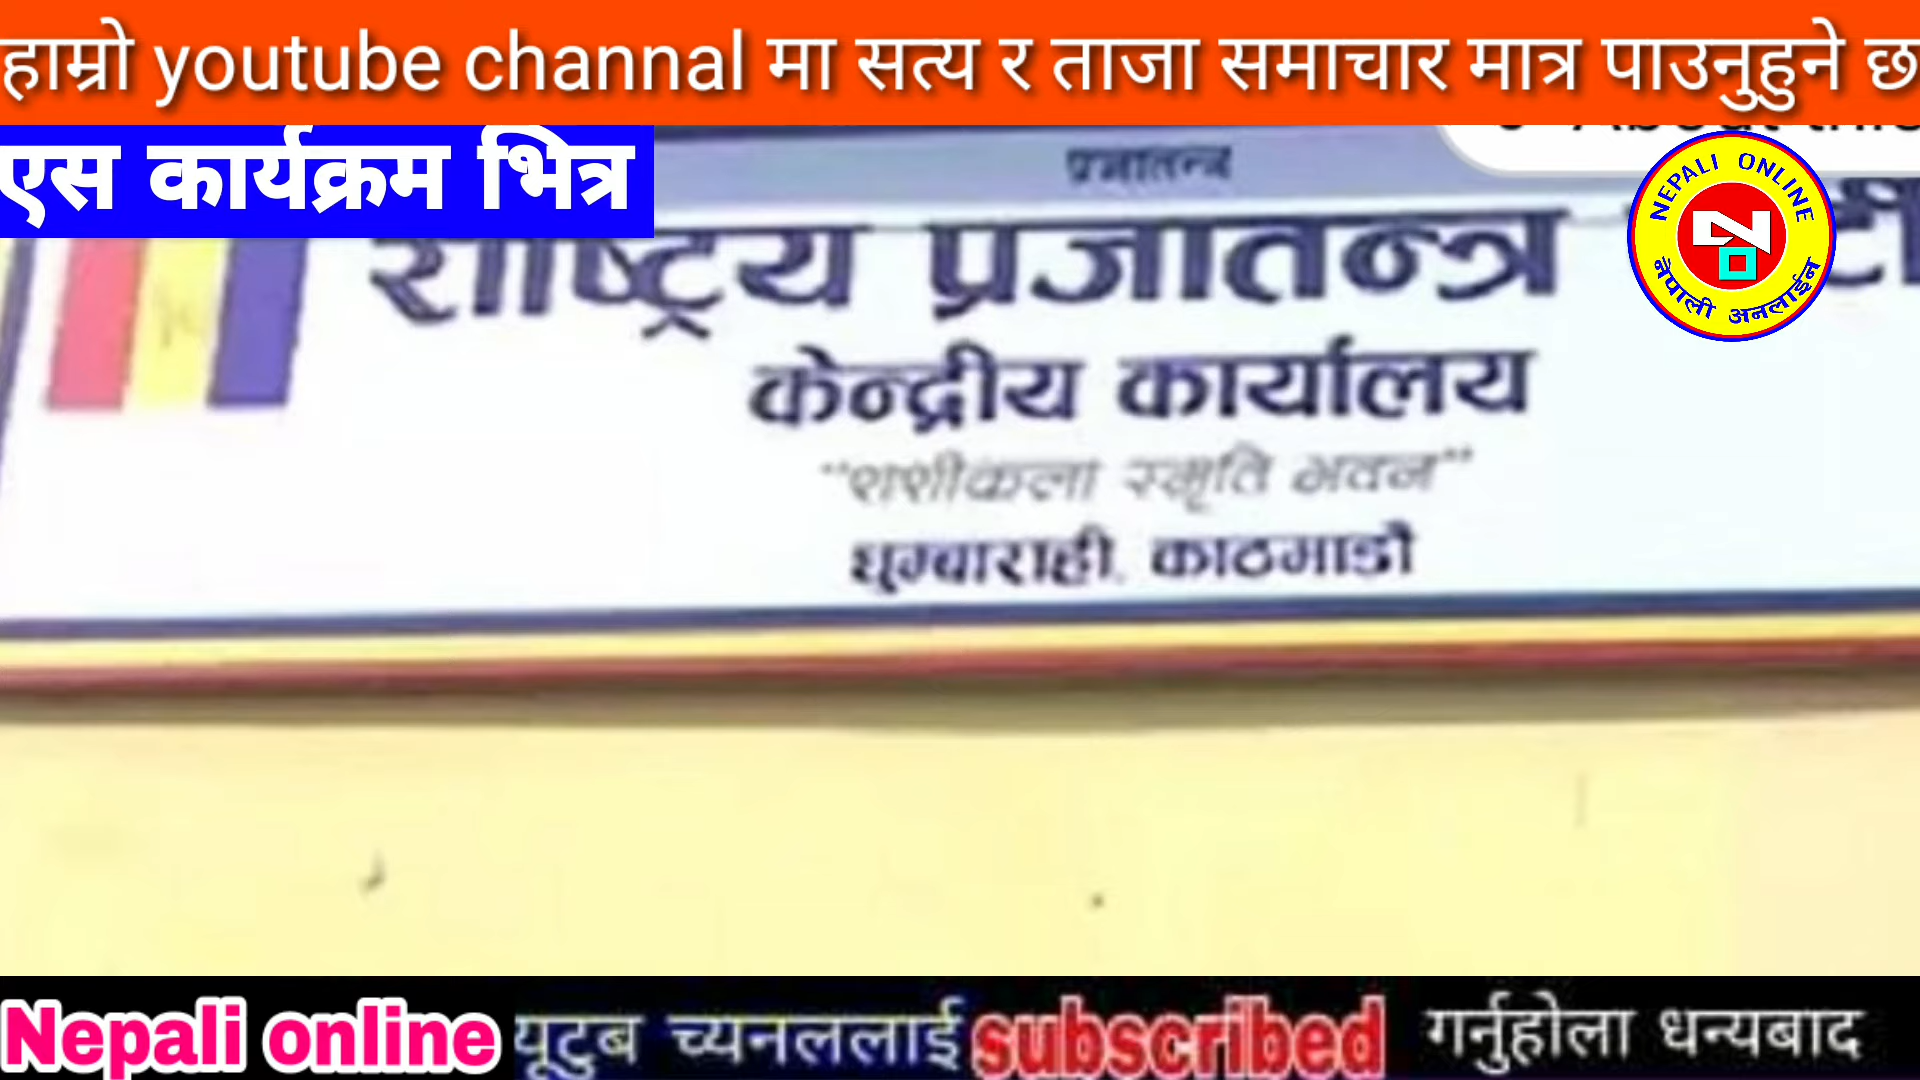 हाम्रो youtube channal मा सत्य र ताजा समाचार मात्र पाउनुहुने छ
एस कार्यक्रम भित्र
प्रजातन्त्र
राष्ट्रिय प्रजातन्त्र
NEPALI ONLINE
नेपाली अनलाईन
केन्द्रीय कार्यालय
"शशीकला स्मृति भवन"
धुम्बाराही, काठमाडौ
Nepali online यूटुब च्यनललाई subscribed गर्नुहोला धन्यबाद